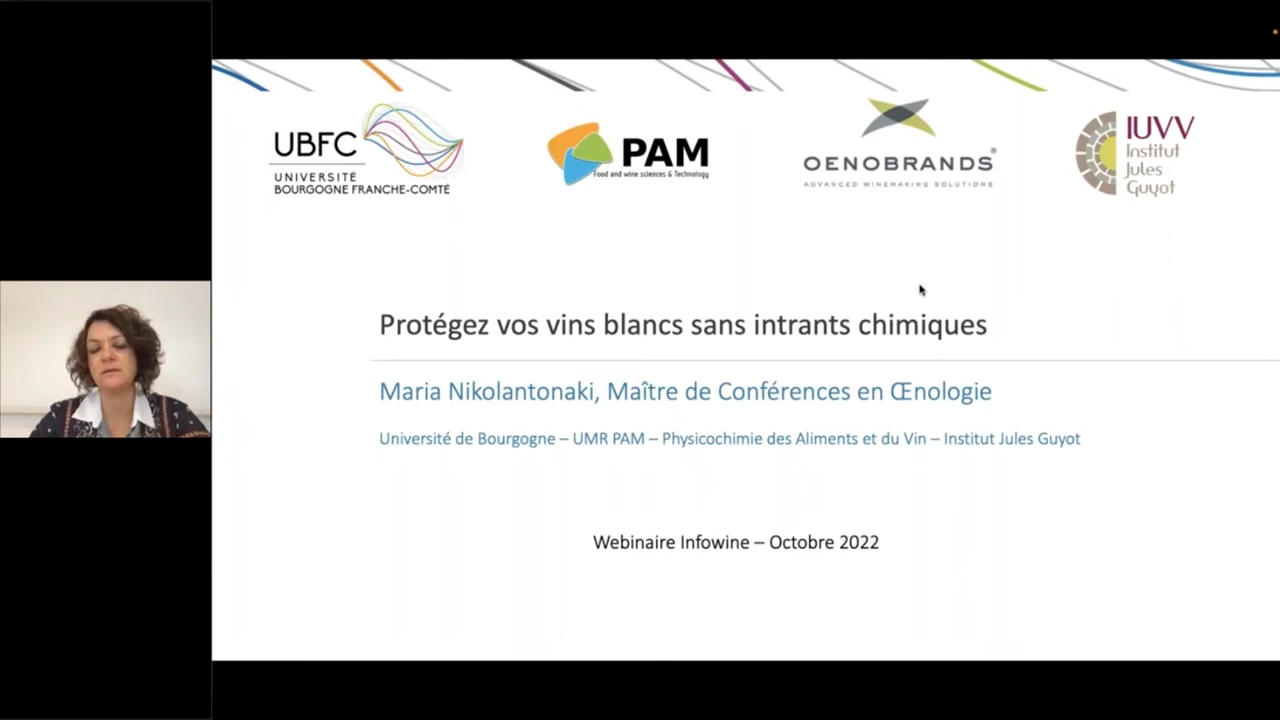 UBFC
UNIVERSITÉ
BOURGOGNE FRANCHE-COMTÉ
PAM
Food and wine sciences & Technology
OENOBRANDS®
ADVANCED WINEMAKING SOLUTIONS
IUVV
Institut
Jules
Guyot
Protégez vos vins blancs sans intrants chimiques
Maria Nikolantonaki, Maître de Conférences en Œnologie
Université de Bourgogne – UMR PAM – Physicochimie des Aliments et du Vin – Institut Jules Guyot
Webinaire Infowine – Octobre 2022